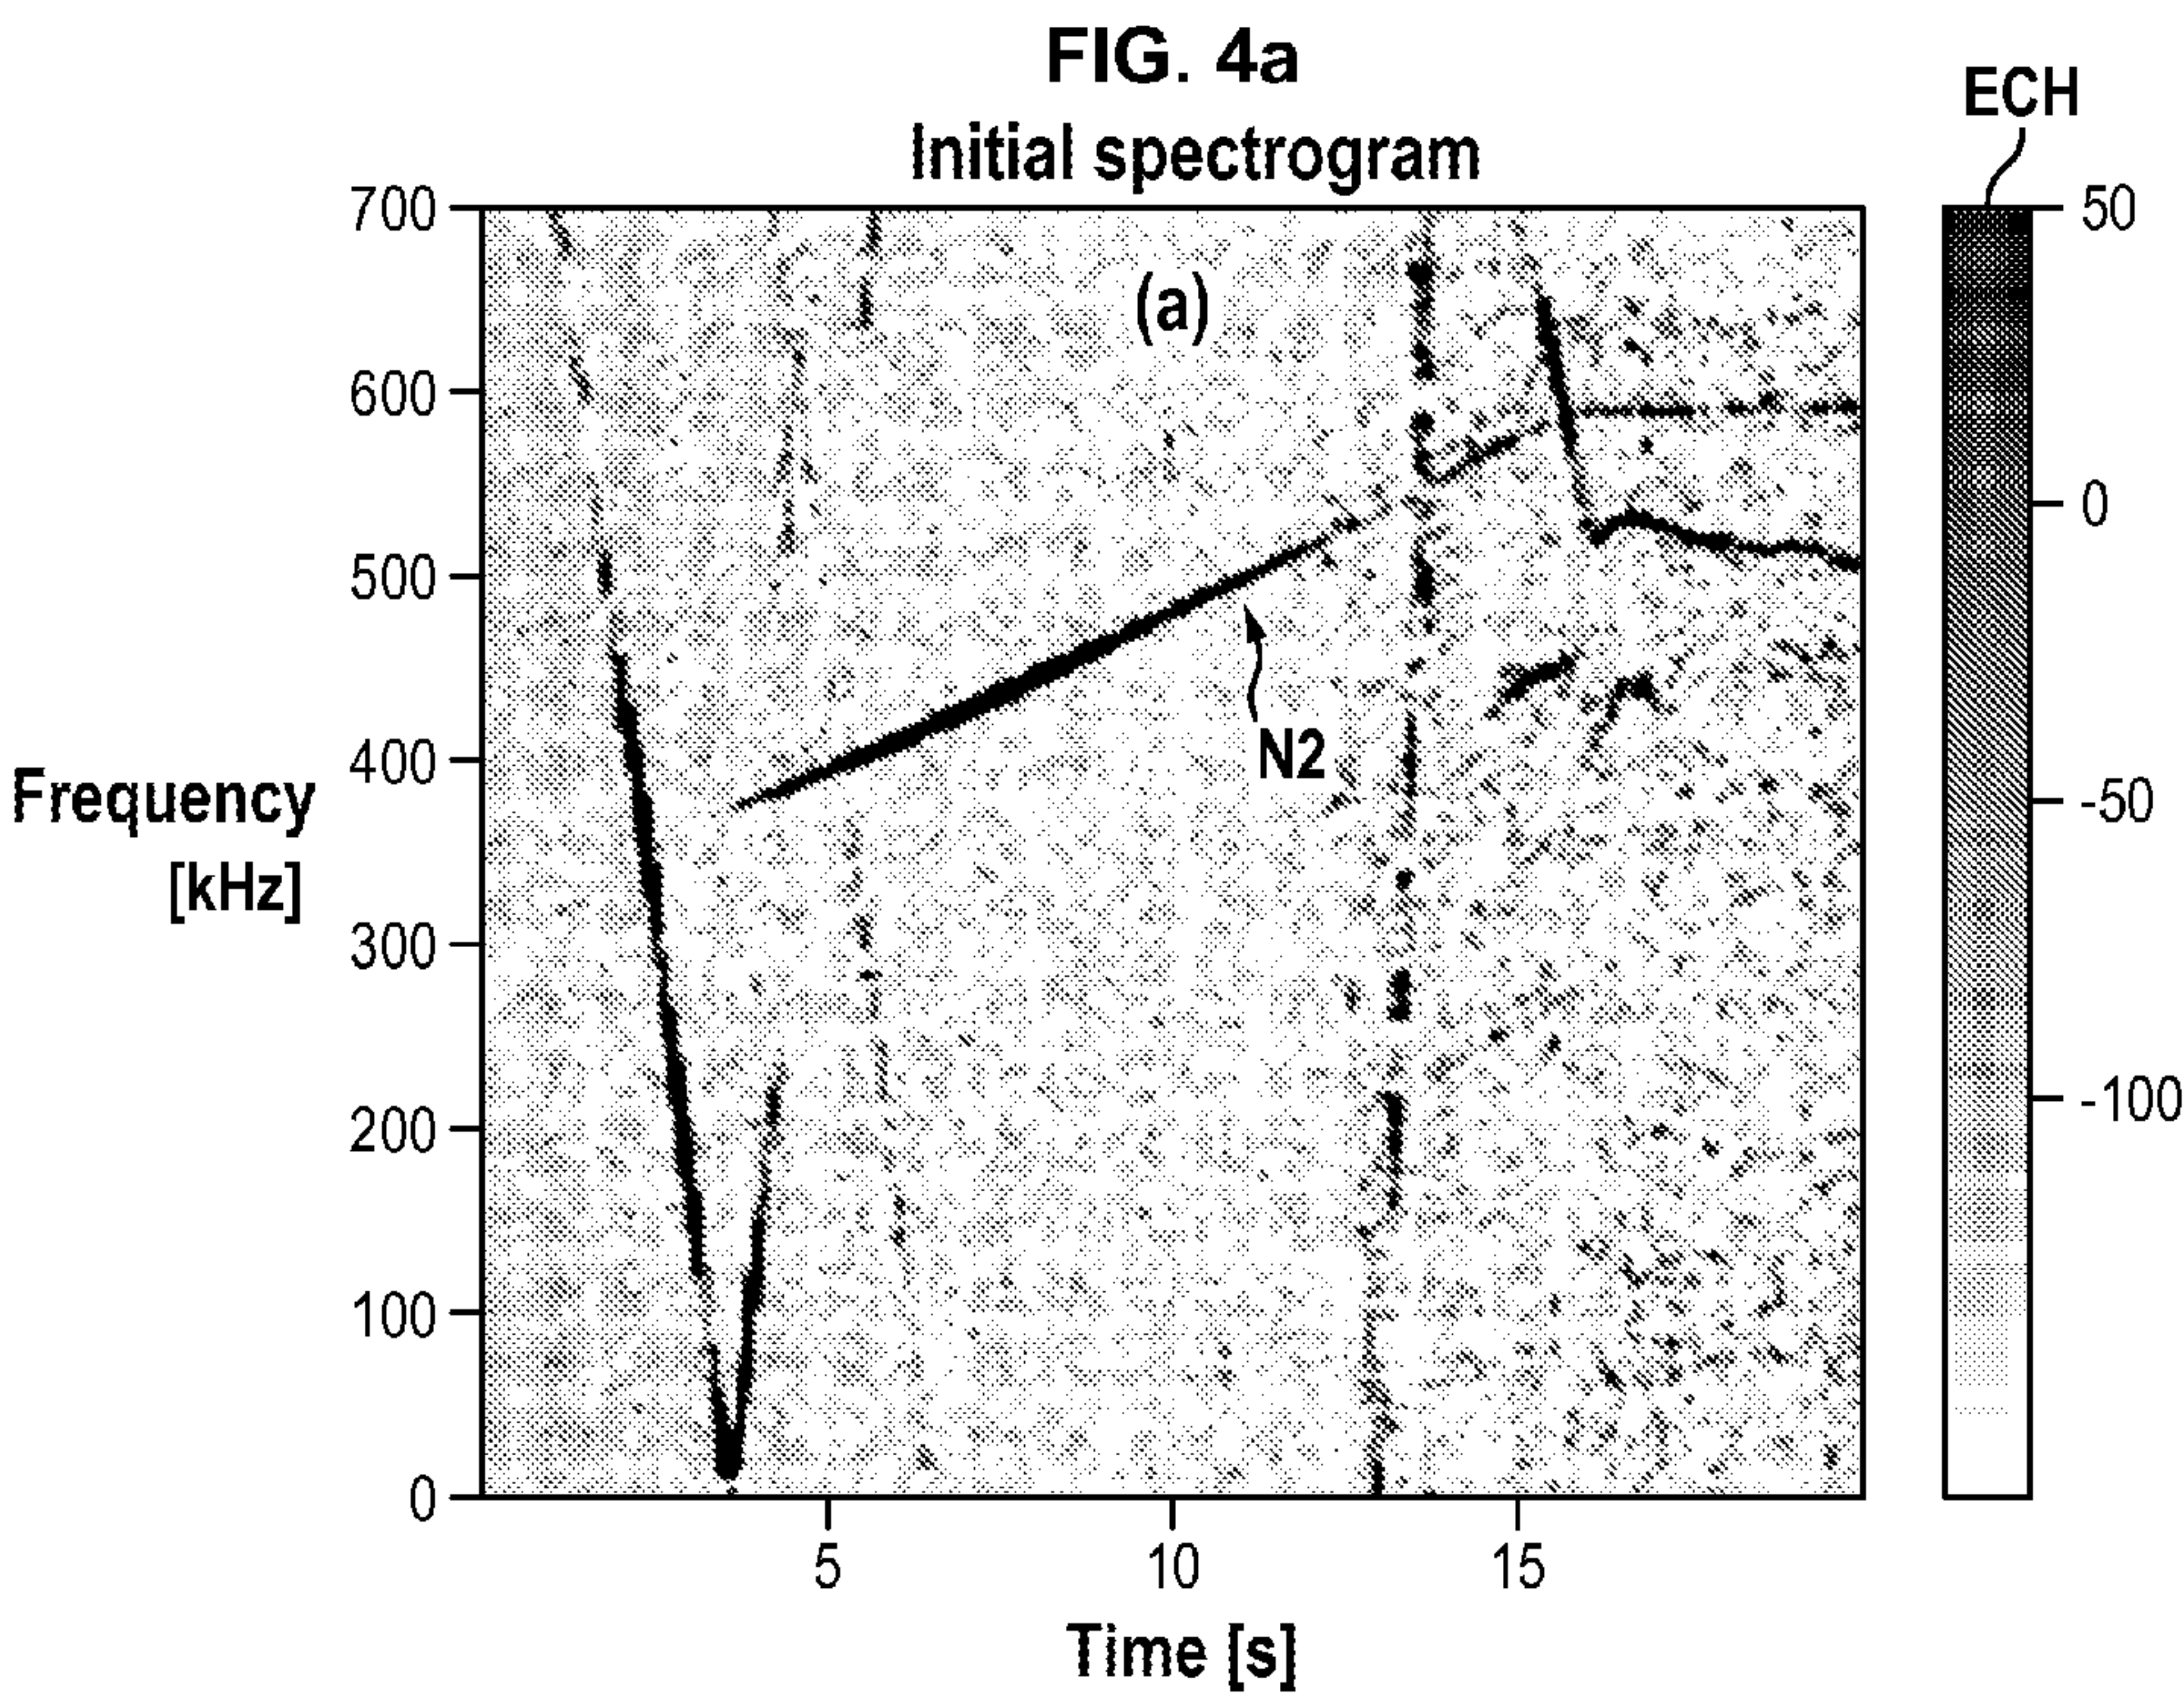 FIG. 4a
Initial spectrogram
ECH
700
600
500
400
300
200
100
0
Frequency
[kHz]
(a)
N2
50
0
-50
-100
5
10
15
Time [s]